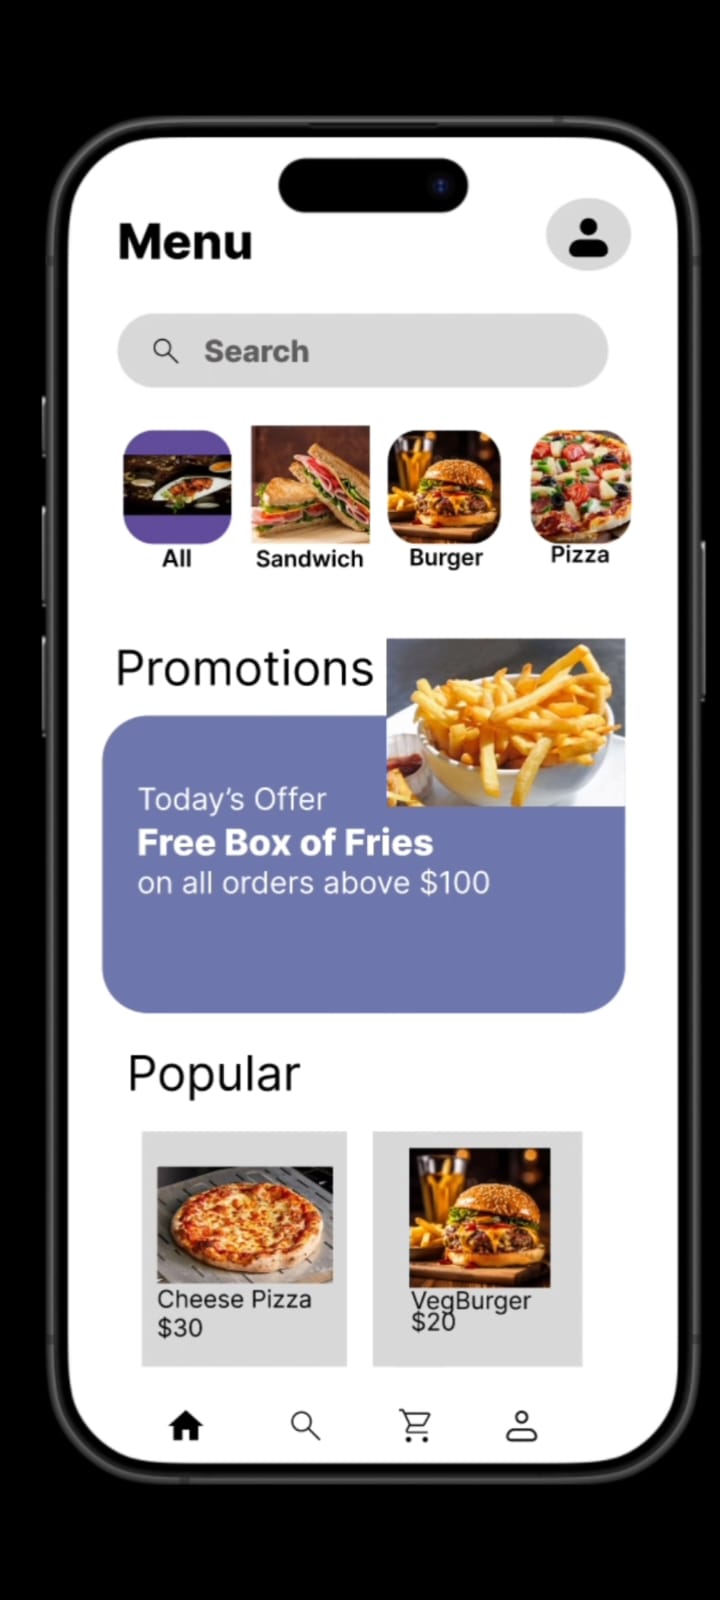 Menu
Search
All
Sandwich
Burger
Pizza
Promotions
Today's Offer
Free Box of Fries
on all orders above $100
Popular
Cheese Pizza
$30
VegBurger
$20